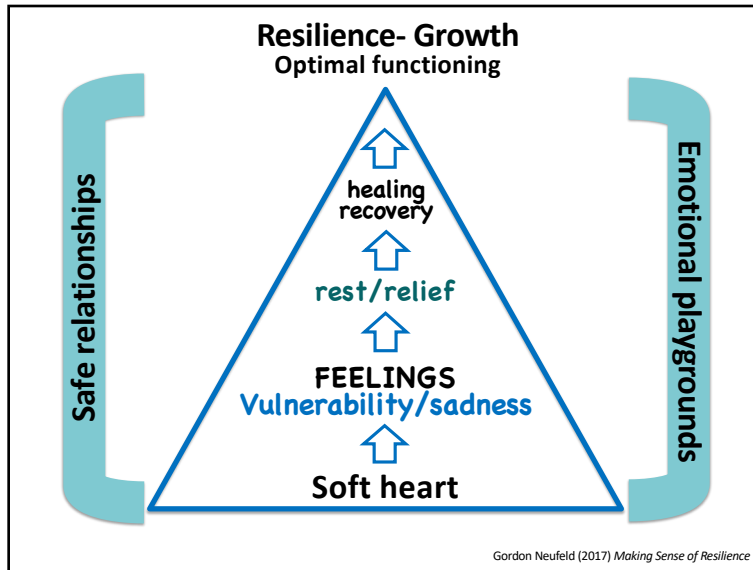 Resilience- Growth
Optimal functioning
Safe relationships
healing
recovery
rest/relief
FEELINGS
Vulnerability/sadness
Soft heart
Emotional playgrounds
Gordon Neufeld (2017) Making Sense of Resilience